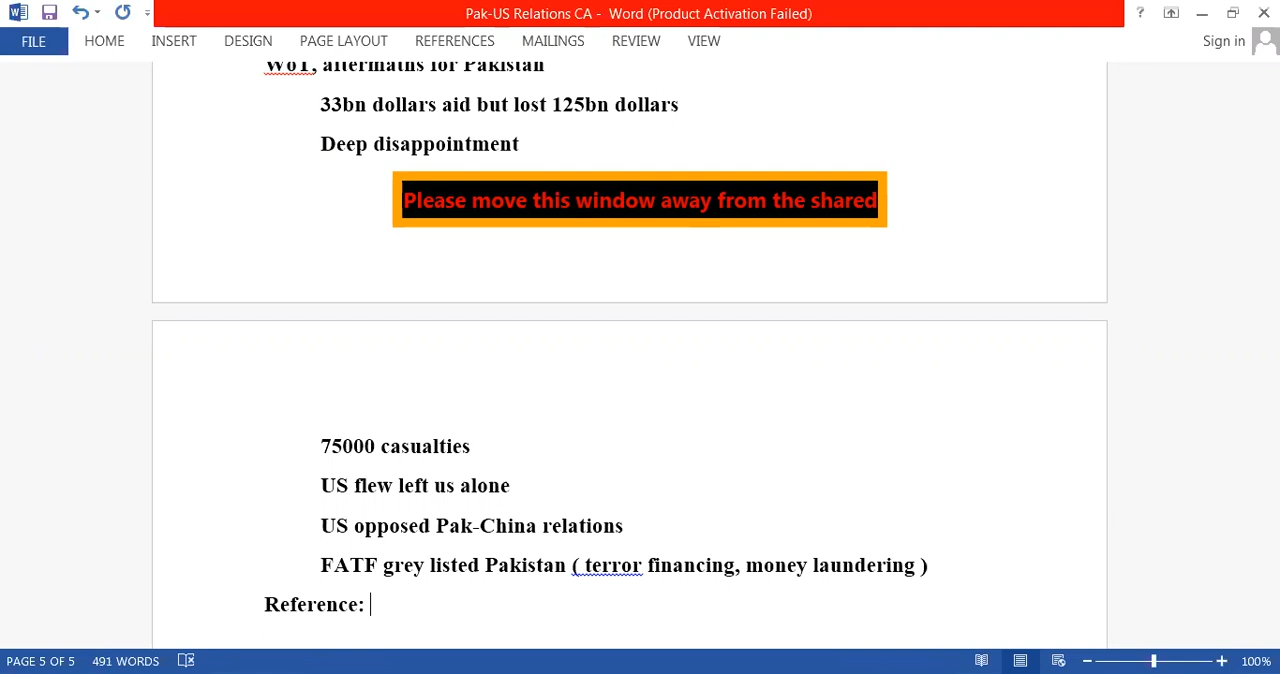 Pak-US Relations CA - Word (Product Activation Failed)
?
FILE HOME INSERT DESIGN PAGE LAYOUT REFERENCES MAILINGS REVIEW VIEW Sign in
WoT, aftermaths for Pakistan
33bn dollars aid but lost 125bn dollars
Deep disappointment
Please move this window away from the shared
75000 casualties
US flew left us alone
US opposed Pak-China relations
FATF grey listed Pakistan ( terror financing, money laundering )
Reference:
PAGE 5 OF 5 491 WORDS 100%